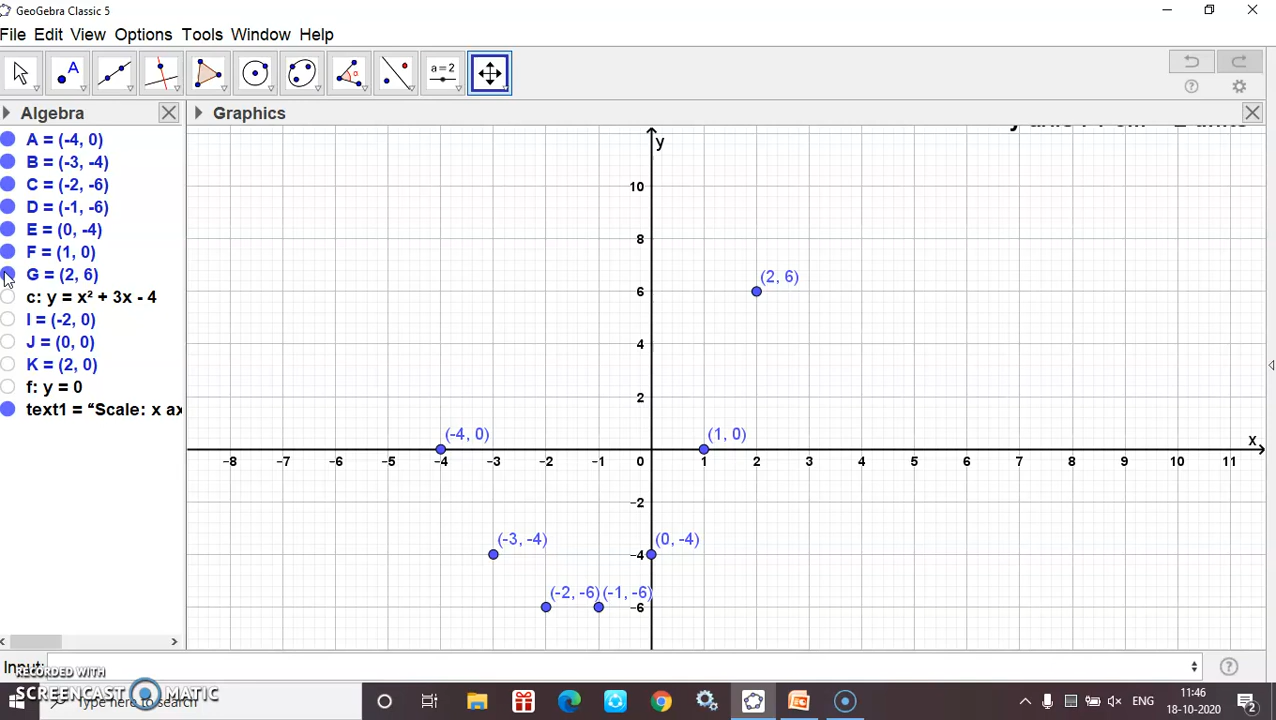 GeoGebra Classic 5
File Edit View Options Tools Window Help
A
α
a=2
Algebra
Graphics
A = (-4, 0)
B = (-3, -4)
C = (-2, -6)
D = (-1, -6)
E = (0, -4)
F = (1, 0)
G = (2, 6)
c: y = x² + 3x - 4
I = (-2, 0)
J = (0, 0)
K = (2, 0)
f: y = 0
text1 = “Scale: x ax
y
10
8
(2, 6)
6
4
2
(-4, 0)
(1, 0)
x
-8 -7 -6 -5 -4 -3 -2 -1 0 1 2 3 4 5 6 7 8 9 10 11
-2
(-3, -4)
(0, -4)
-4
(-2, -6)
(-1, -6)
-6
Input:
RECORDED WITH
SCREENCAST MATIC
Type here to search
ENG
11:46
18-10-2020
2